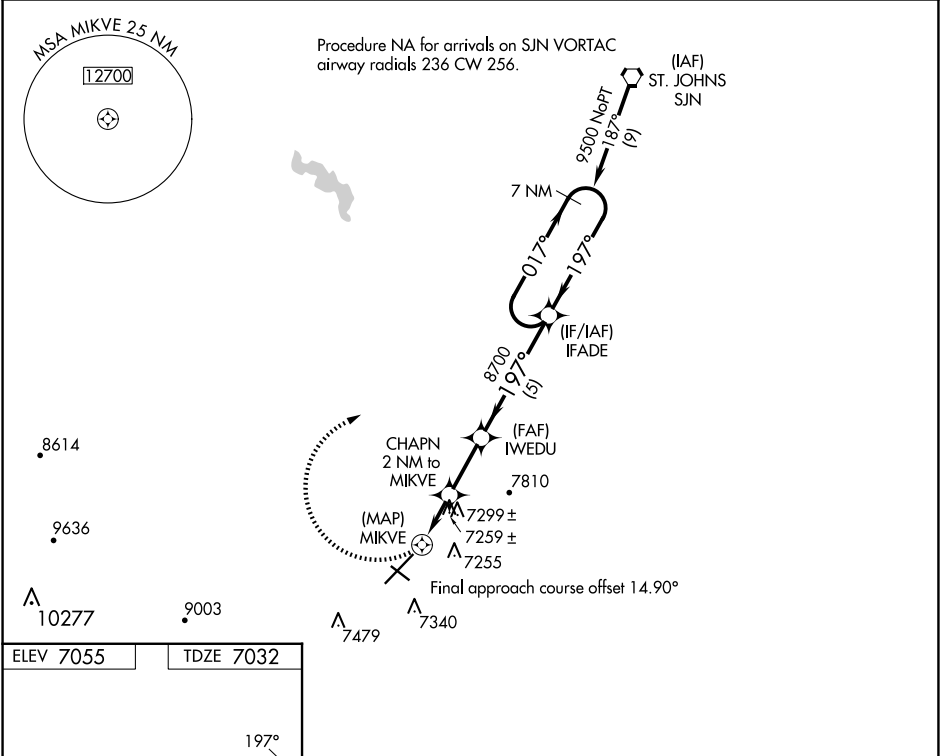 MSA MIKVE 25 NM
12700
Procedure NA for arrivals on SJN VORTAC
airway radials 236 CW 256.
(IAF)
ST. JOHNS
SJN
9500 NoPT
187°
(9)
7 NM
017°
197°
(IF/IAF)
IFADE
8700
197°
(5)
(FAF)
IWEDU
CHAPN
2 NM to
MIKVE
8614
7810
7299 ±
7259 ±
(MAP)
MIKVE
9636
7255
Final approach course offset 14.90°
10277
9003
7479
7340
ELEV 7055
TDZE 7032
197°